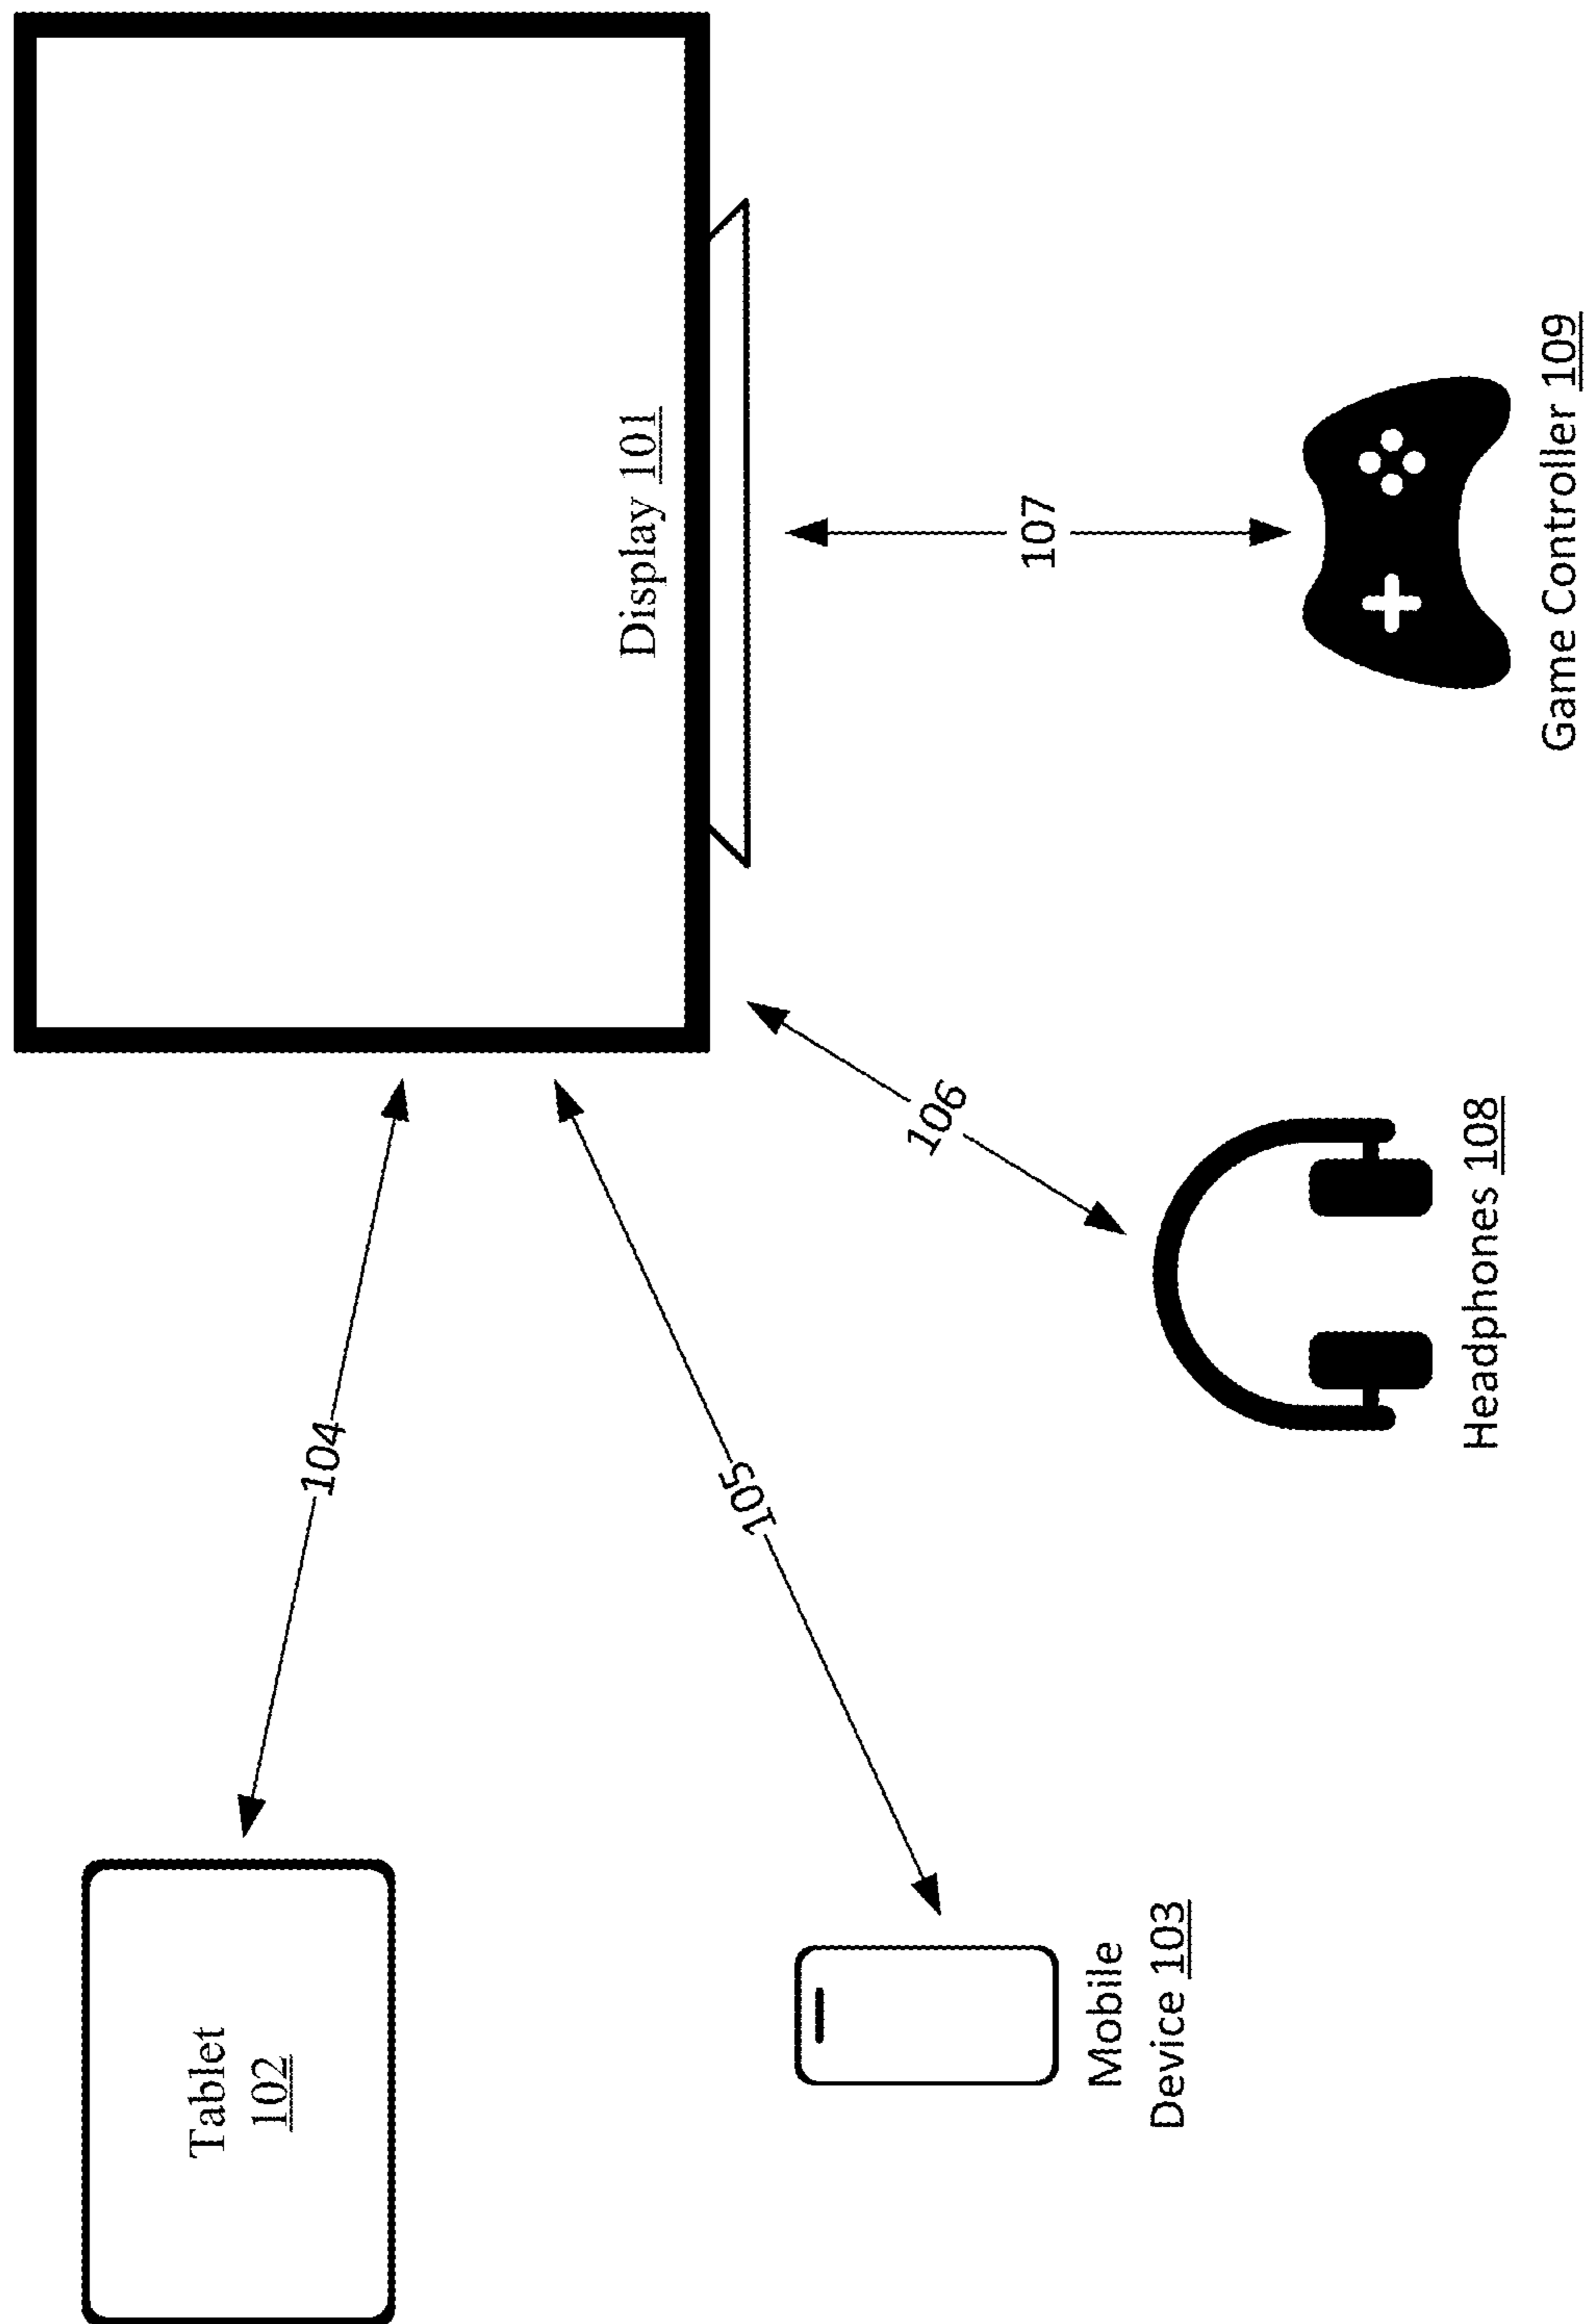 Display 101
Tablet
102
104
105
106
107
Mobile
Device 103
Headphones 108
Game Controller 109